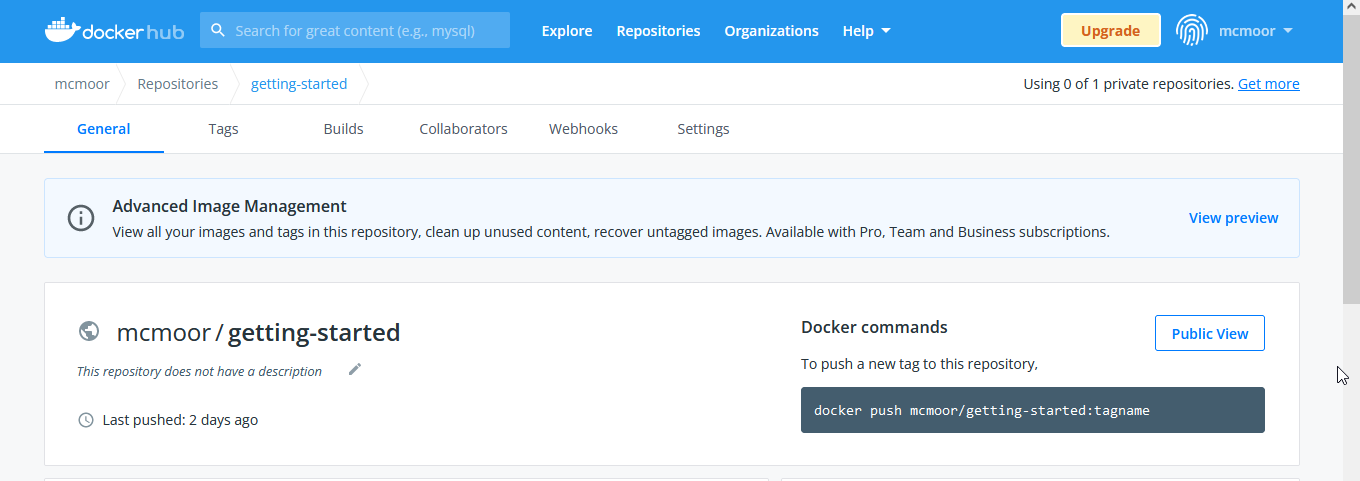 docker hub Search for great content (e.g., mysql) Explore Repositories Organizations Help Upgrade mcmoor
mcmoor Repositories getting-started Using 0 of 1 private repositories. Get more
General Tags Builds Collaborators Webhooks Settings
Advanced Image Management
View all your images and tags in this repository, clean up unused content, recover untagged images. Available with Pro, Team and Business subscriptions.
View preview
mcmoor / getting-started
This repository does not have a description
Last pushed: 2 days ago
Docker commands
Public View
To push a new tag to this repository,
docker push mcmoor/getting-started:tagname